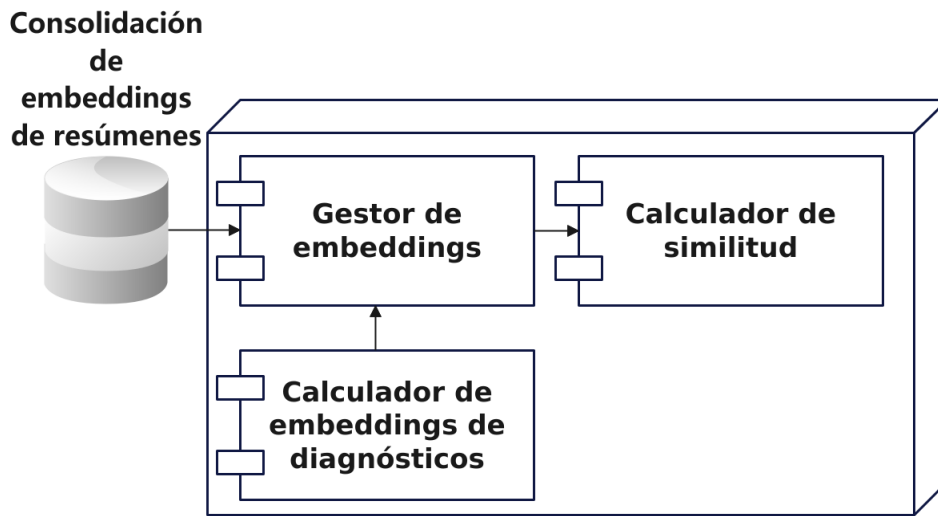 Consolidación
de
embeddings
de resúmenes
Gestor de
embeddings
Calculador de
similitud
Calculador de
embeddings de
diagnósticos